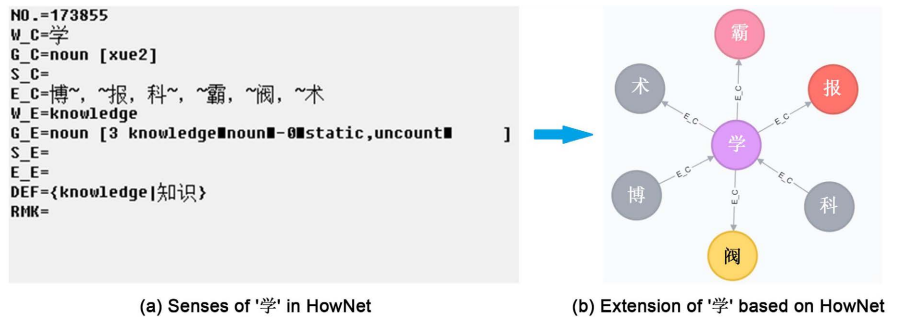 NO.=173855
W_C=学
G_C=noun [xue2]
S_C=
E_C=博~, ~报, 科~, ~霸, ~阀, ~术
W_E=knowledge
G_E=noun [3 knowledge■noun■-0■static,uncount■ ]
S_E=
E_E=
DEF={knowledge|知识}
RMK=
霸
术
报
E_C
E_C
E_C
学
博
E_C
E_C
E_C
科
阀
(a) Senses of '学' in HowNet
(b) Extension of '学' based on HowNet